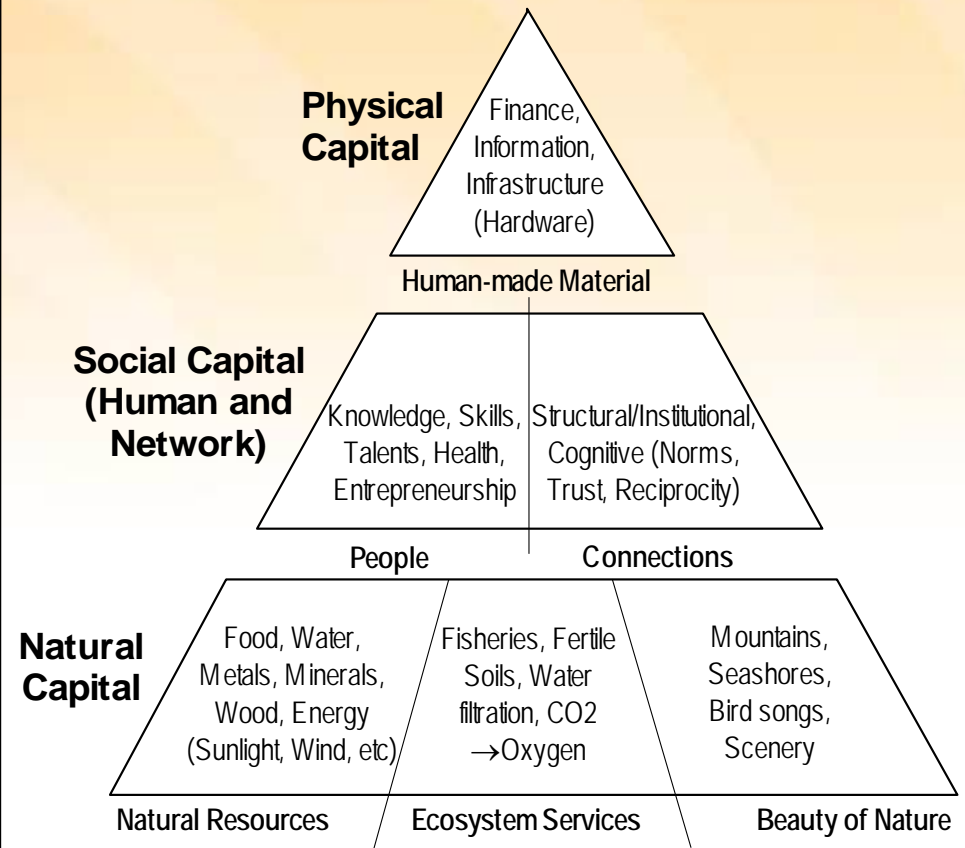 Physical
Capital
Finance,
Information,
Infrastructure
(Hardware)
Human-made Material
Social Capital
(Human and
Network)
Knowledge, Skills,
Talents, Health,
Entrepreneurship
Structural/Institutional,
Cognitive (Norms,
Trust, Reciprocity)
People
Connections
Natural
Capital
Food, Water,
Metals, Minerals,
Wood, Energy
(Sunlight, Wind, etc)
Fisheries, Fertile
Soils, Water
filtration, CO2
→Oxygen
Mountains,
Seashores,
Bird songs,
Scenery
Natural Resources
Ecosystem Services
Beauty of Nature